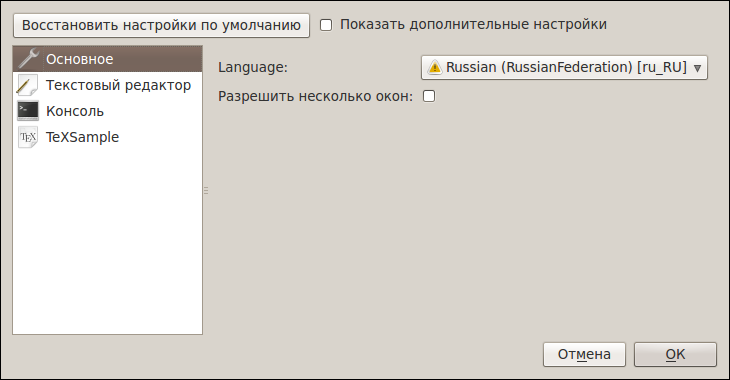 Восстановить настройки по умолчанию
Показать дополнительные настройки
Основное
Текстовый редактор
Консоль
TeXSample
Language:
Russian (RussianFederation) [ru_RU]
Разрешить несколько окон:
Отмена
ОК